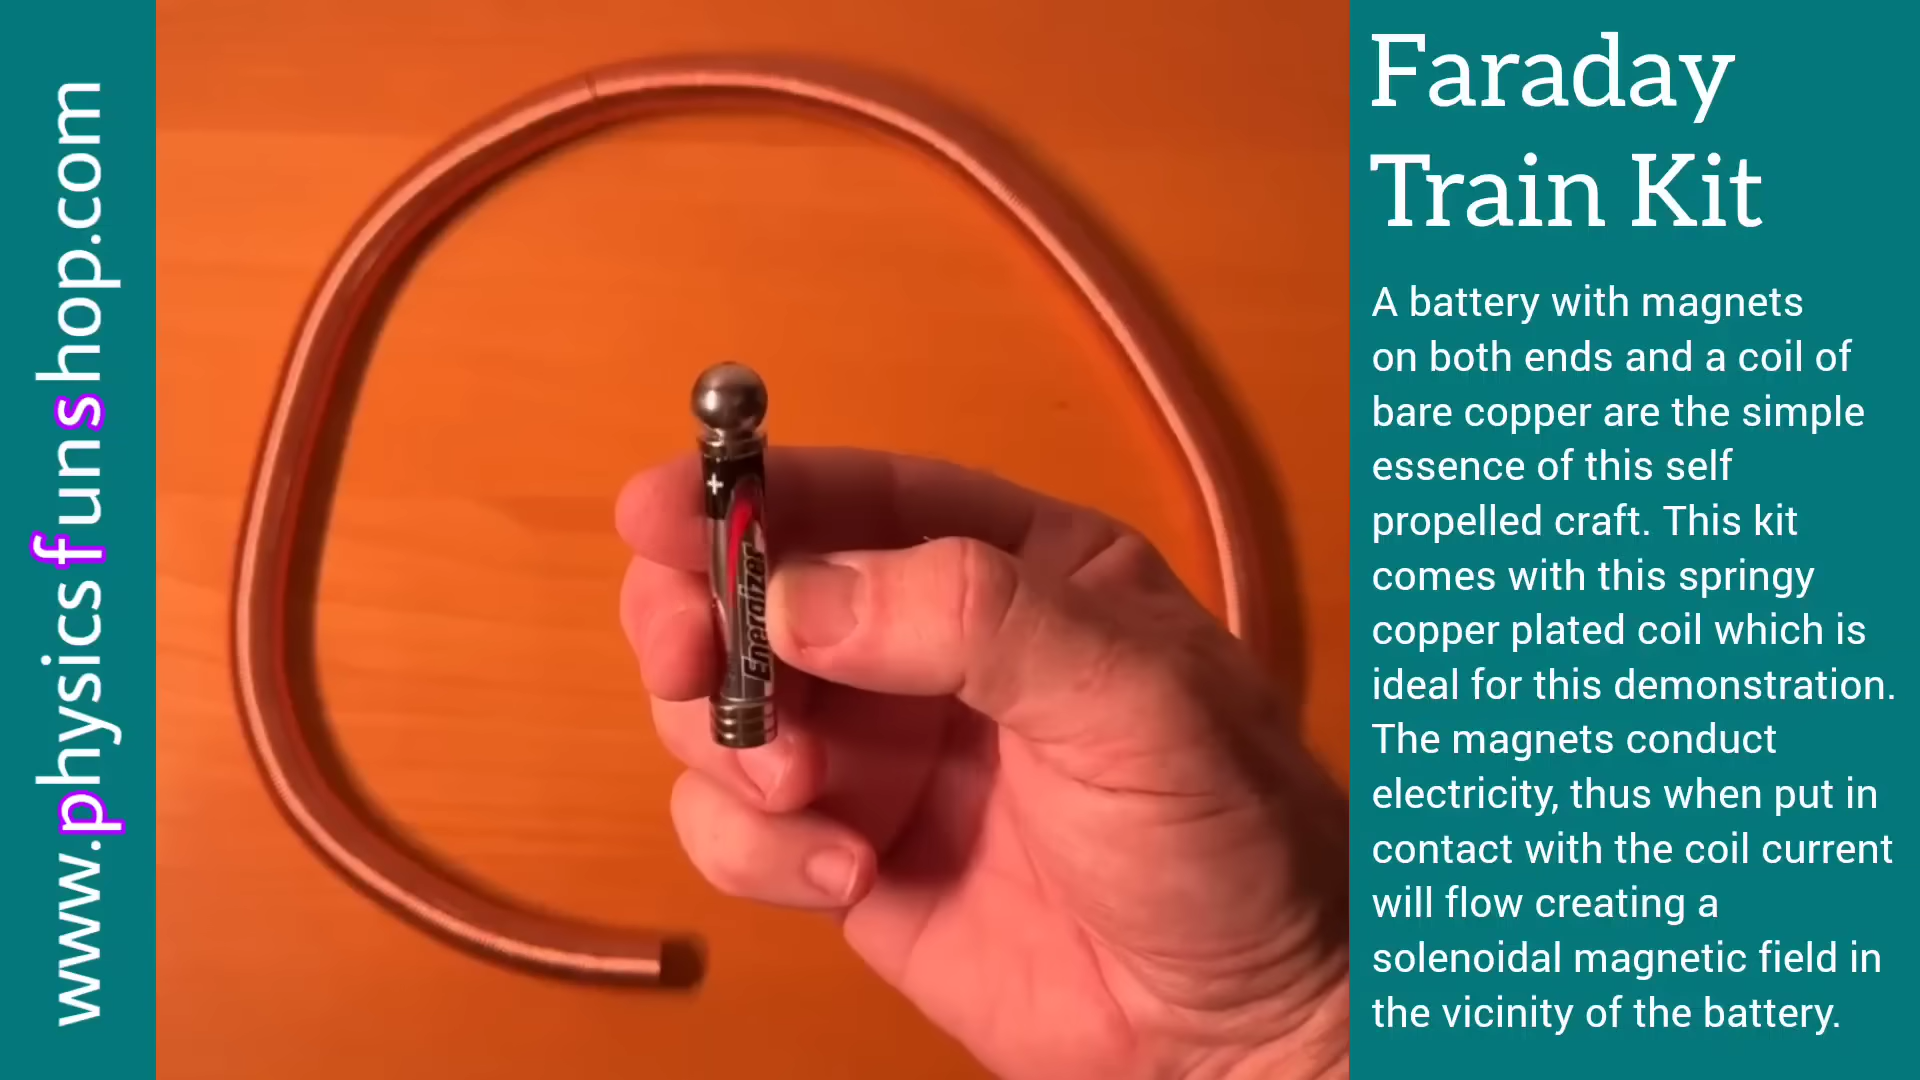 www.physicsfunshop.com
Faraday
Train Kit
A battery with magnets
on both ends and a coil of
bare copper are the simple
essence of this self
propelled craft. This kit
comes with this springy
copper plated coil which is
ideal for this demonstration.
The magnets conduct
electricity, thus when put in
contact with the coil current
will flow creating a
solenoidal magnetic field in
the vicinity of the battery.
+
Energizer